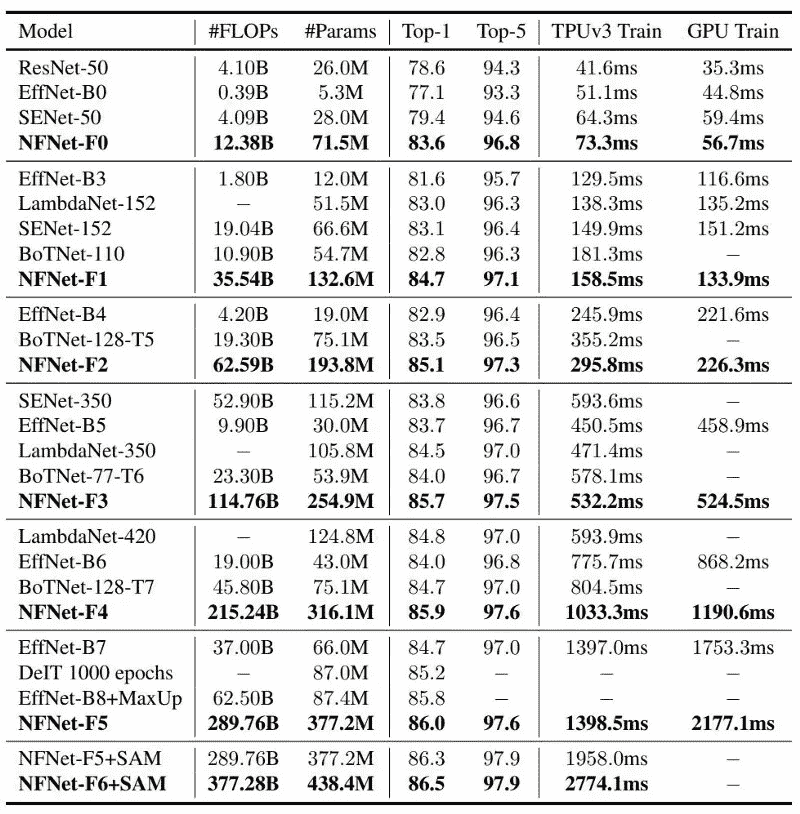 Model #FLOPs #Params Top-1 Top-5 TPUv3 Train GPU Train
ResNet-50 4.10B 26.0M 78.6 94.3 41.6ms 35.3ms
EffNet-B0 0.39B 5.3M 77.1 93.3 51.1ms 44.8ms
SENet-50 4.09B 28.0M 79.4 94.6 64.3ms 59.4ms
NFNet-F0 12.38B 71.5M 83.6 96.8 73.3ms 56.7ms
EffNet-B3 1.80B 12.0M 81.6 95.7 129.5ms 116.6ms
LambdaNet-152 − 51.5M 83.0 96.3 138.3ms 135.2ms
SENet-152 19.04B 66.6M 83.1 96.4 149.9ms 151.2ms
BoTNet-110 10.90B 54.7M 82.8 96.3 181.3ms −
NFNet-F1 35.54B 132.6M 84.7 97.1 158.5ms 133.9ms
EffNet-B4 4.20B 19.0M 82.9 96.4 245.9ms 221.6ms
BoTNet-128-T5 19.30B 75.1M 83.5 96.5 355.2ms −
NFNet-F2 62.59B 193.8M 85.1 97.3 295.8ms 226.3ms
SENet-350 52.90B 115.2M 83.8 96.6 593.6ms −
EffNet-B5 9.90B 30.0M 83.7 96.7 450.5ms 458.9ms
LambdaNet-350 − 105.8M 84.5 97.0 471.4ms −
BoTNet-77-T6 23.30B 53.9M 84.0 96.7 578.1ms −
NFNet-F3 114.76B 254.9M 85.7 97.5 532.2ms 524.5ms
LambdaNet-420 − 124.8M 84.8 97.0 593.9ms −
EffNet-B6 19.00B 43.0M 84.0 96.8 775.7ms 868.2ms
BoTNet-128-T7 45.80B 75.1M 84.7 97.0 804.5ms −
NFNet-F4 215.24B 316.1M 85.9 97.6 1033.3ms 1190.6ms
EffNet-B7 37.00B 66.0M 84.7 97.0 1397.0ms 1753.3ms
DeIT 1000 epochs − 87.0M 85.2 − − −
EffNet-B8+MaxUp 62.50B 87.4M 85.8 − − −
NFNet-F5 289.76B 377.2M 86.0 97.6 1398.5ms 2177.1ms
NFNet-F5+SAM 289.76B 377.2M 86.3 97.9 1958.0ms −
NFNet-F6+SAM 377.28B 438.4M 86.5 97.9 2774.1ms −